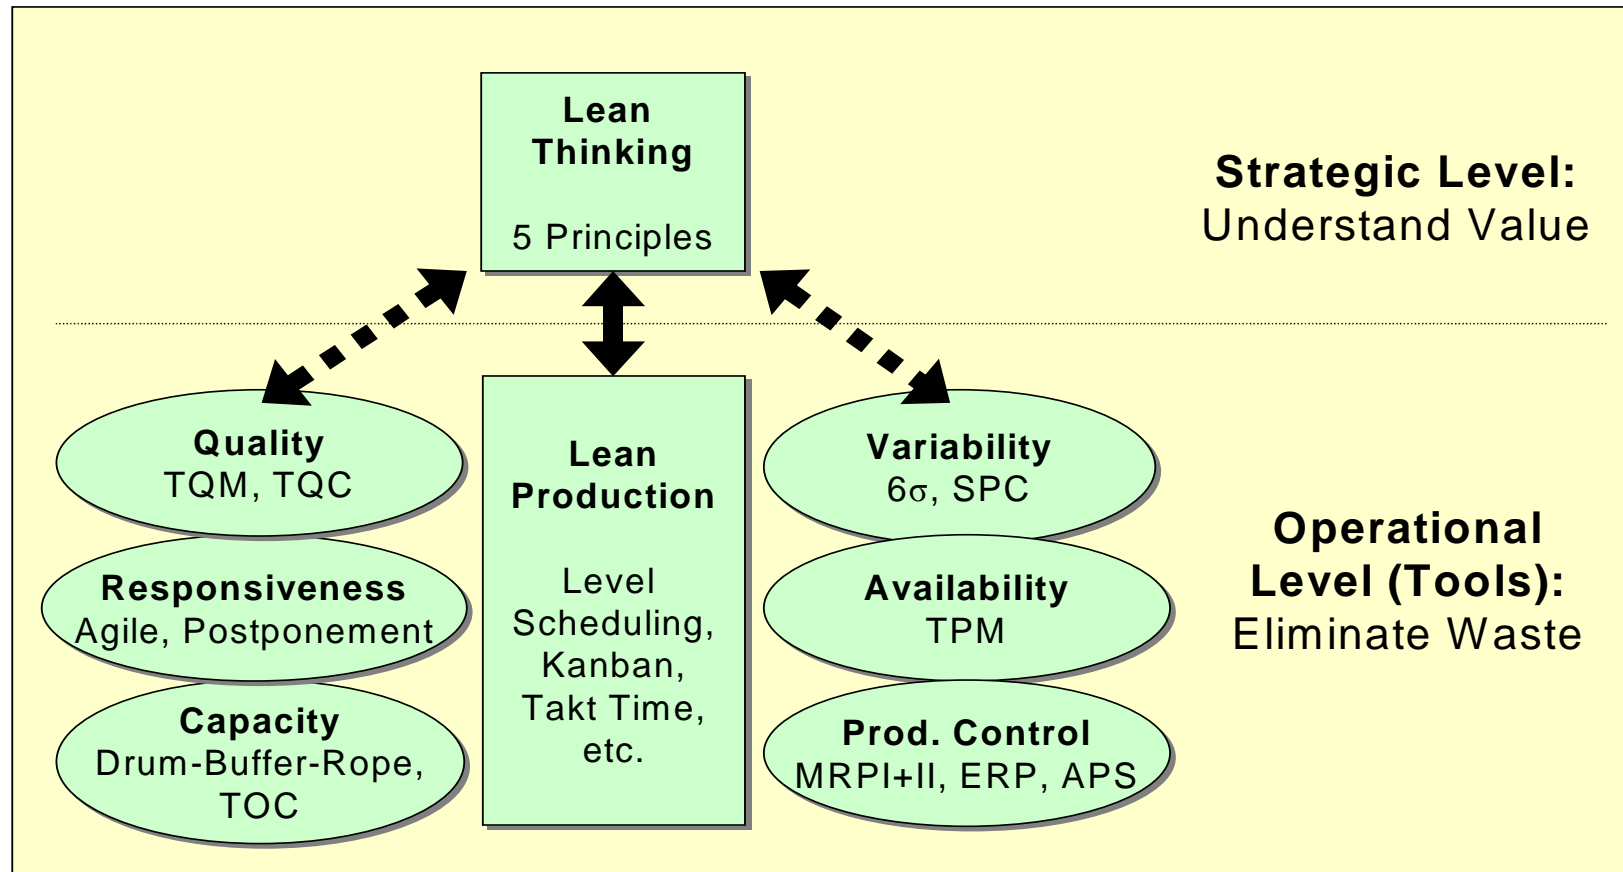 Lean
Thinking
5 Principles
Strategic Level:
Understand Value
Quality
TQM, TQC
Responsiveness
Agile, Postponement
Capacity
Drum-Buffer-Rope,
TOC
Lean
Production
Level
Scheduling,
Kanban,
Takt Time,
etc.
Variability
6σ, SPC
Availability
TPM
Prod. Control
MRPI+II, ERP, APS
Operational
Level (Tools):
Eliminate Waste